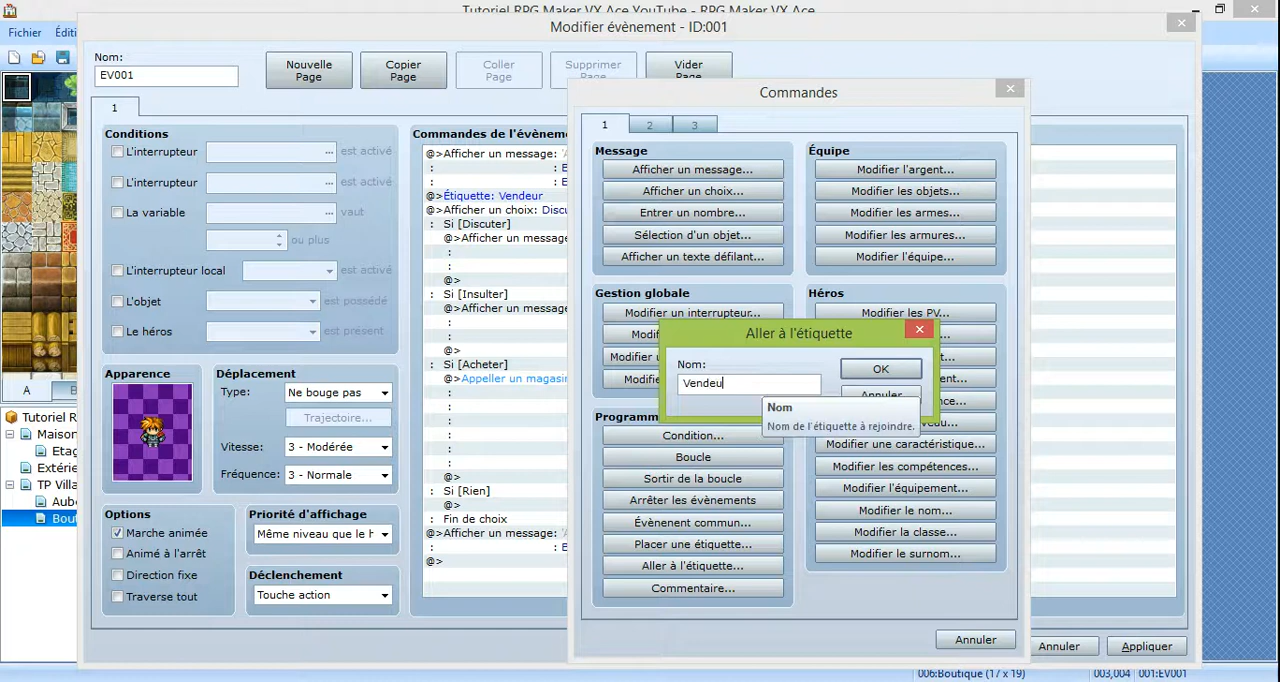 Tutoriel RPG Maker VX Ace YouTube - RPG Maker VX Ace
Fichier
Modifier évènement - ID:001
Nom:
EV001
Nouvelle Page
Copier Page
Coller Page
Supprimer Page
Vider Page
1
Conditions
L'interrupteur ... est activé
L'interrupteur ... est activé
La variable ... vaut
ou plus
L'interrupteur local est activé
L'objet est possédé
Le héros est présent
Apparence
Déplacement
Type: Ne bouge pas
Trajectoire...
Vitesse: 3 - Modérée
Fréquence: 3 - Normale
Options
Marche animée
Animé à l'arrêt
Direction fixe
Traverse tout
Priorité d'affichage
Même niveau que le h
Déclenchement
Touche action
Commandes de l'évènem
@>Afficher un message:
: : E
: : E
@>Étiquette: Vendeur
@>Afficher un choix: Discu
: Si [Discuter]
@>Afficher un message
:
:
@>
: Si [Insulter]
@>Afficher un message
:
:
@>
: Si [Acheter]
@>Appeller un magasin
:
:
:
:
:
:
@>
: Si [Rien]
@>
: Fin de choix
@>Afficher un message:
: : E
@>
Commandes
1
2
3
Message
Afficher un message...
Afficher un choix...
Entrer un nombre...
Sélection d'un objet...
Afficher un texte défilant...
Équipe
Modifier l'argent...
Modifier les objets...
Modifier les armes...
Modifier les armures...
Modifier l'équipe...
Gestion globale
Modifier un interrupteur...
Modifier u
Héros
Modifier les PV...
Aller à l'étiquette
Nom:
Vendeu
OK
Annuler
Nom
Nom de l'étiquette à rejoindre.
Programm
Condition...
Boucle
Sortir de la boucle
Arrêter les évènements
Évènement commun...
Placer une étiquette...
Aller à l'étiquette...
Commentaire...
Modifier une caractéristique...
Modifier les compétences...
Modifier l'équipement...
Modifier le nom...
Modifier la classe...
Modifier le surnom...
Annuler
Annuler
Appliquer
A
Tutoriel R
Maison
Etag
Extérie
TP Villa
Aub
Bout
006:Boutique (17 x 19)
003,004
001:EV001